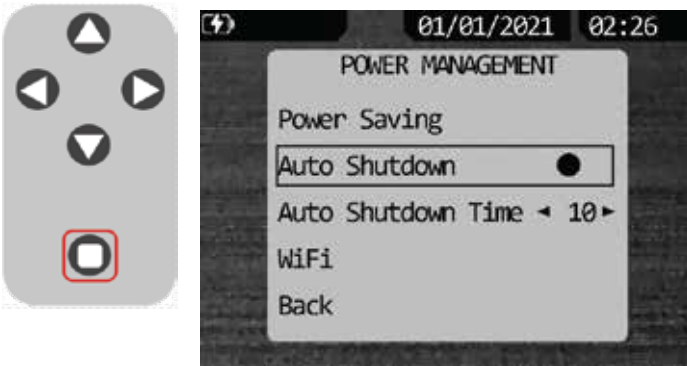 01/01/2021 02:26
POWER MANAGEMENT
Power Saving
Auto Shutdown
Auto Shutdown Time ◄ 10►
WiFi
Back